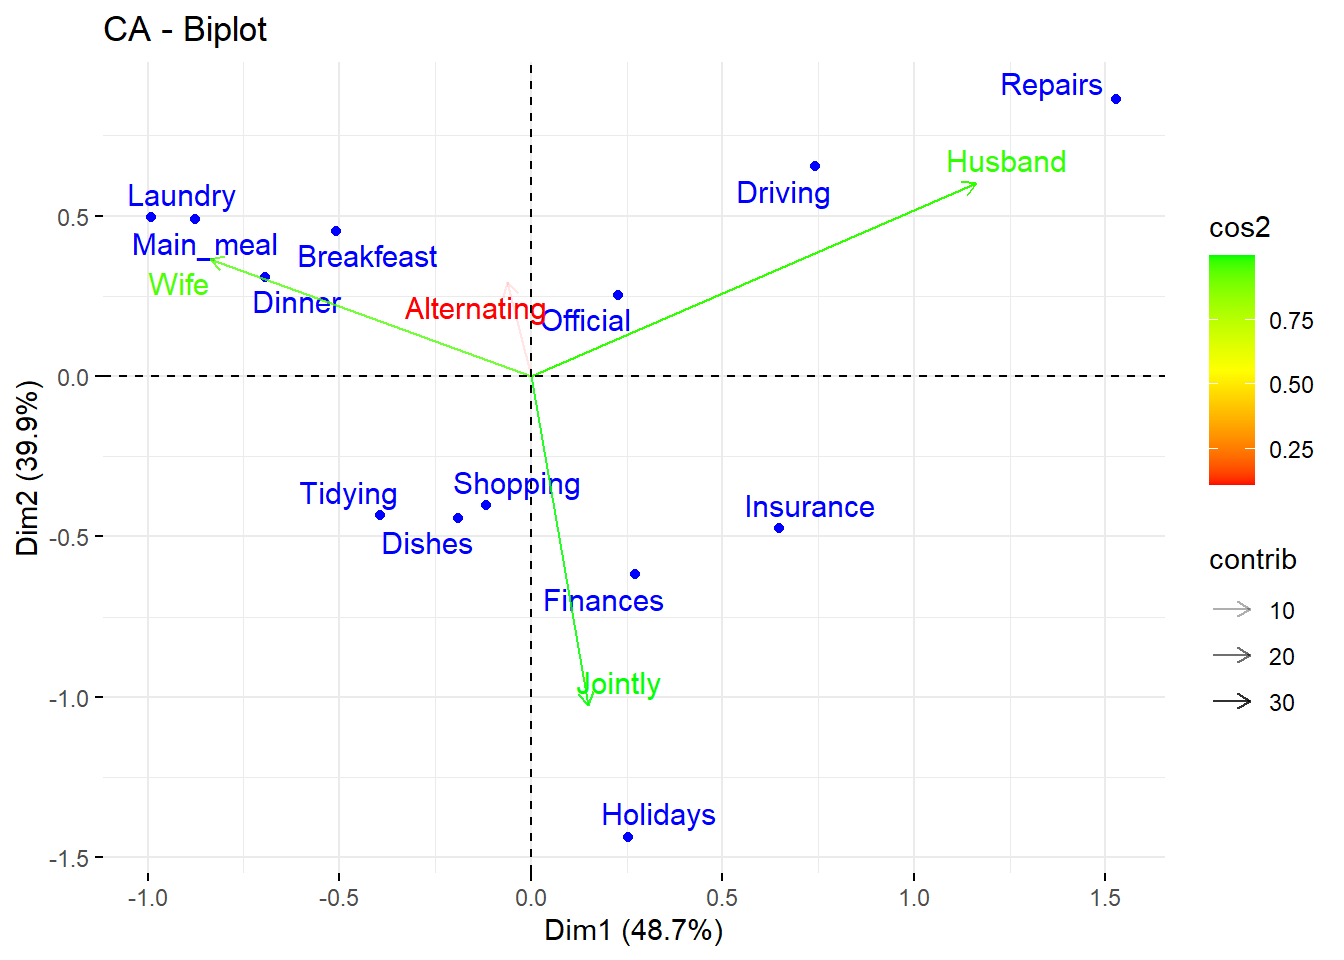 CA - Biplot
Repairs
Husband
Driving
Laundry
Main_meal
Breakfeast
Wife
Dinner
Alternating
Official
Tidying
Shopping
Dishes
Insurance
Finances
Jointly
Holidays
0.5
0.0
-0.5
-1.0
-1.5
Dim2 (39.9%)
-1.0
-0.5
0.0
0.5
1.0
1.5
Dim1 (48.7%)
cos2
0.75
0.50
0.25
contrib
10
20
30